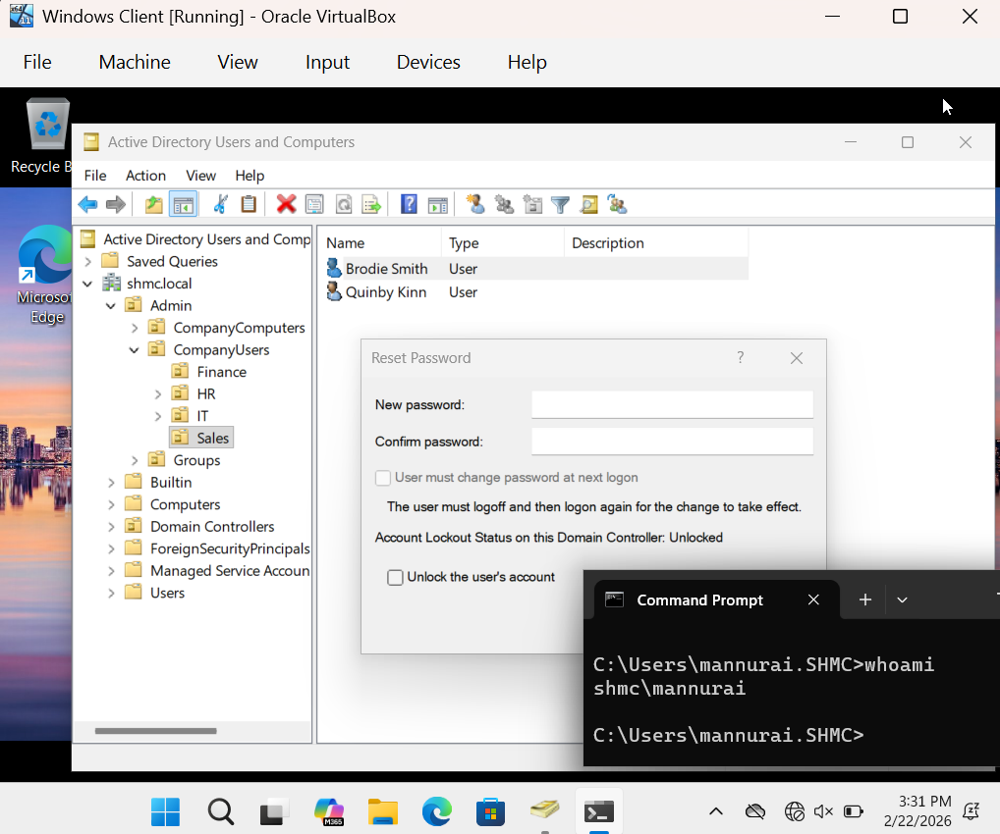 Windows Client [Running] - Oracle VirtualBox
File Machine View Input Devices Help
Recycle B
Microsof
Edge
Active Directory Users and Computers
File Action View Help
Active Directory Users and Comp
Saved Queries
shmc.local
Admin
CompanyComputers
CompanyUsers
Finance
HR
IT
Sales
Groups
Builtin
Computers
Domain Controllers
ForeignSecurityPrincipals
Managed Service Accoun
Users
Name Type Description
Brodie Smith User
Quinby Kinn User
Reset Password ?
New password:
Confirm password:
User must change password at next logon
The user must logoff and then logon again for the change to take effect.
Account Lockout Status on this Domain Controller: Unlocked
Unlock the user's account
Command Prompt
C:\Users\mannurai.SHMC>whoami
shmc\mannurai
C:\Users\mannurai.SHMC>
M365
3:31 PM
2/22/2026